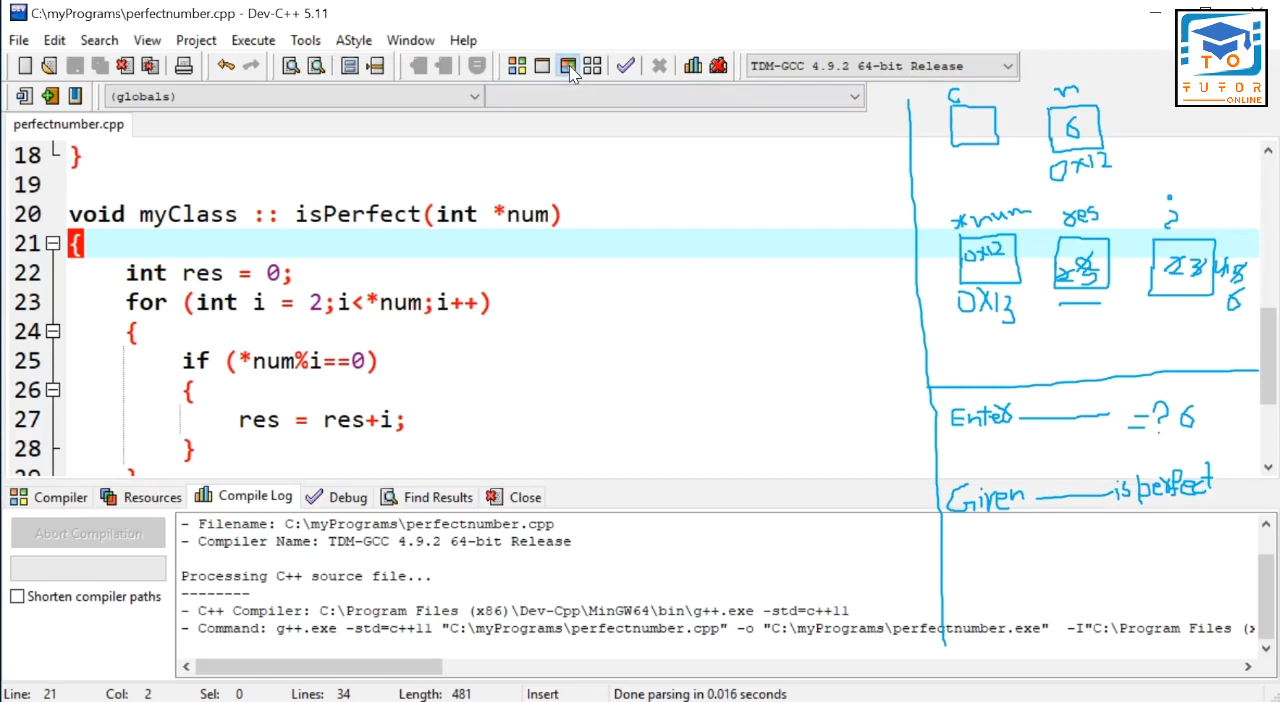 C:\myPrograms\perfectnumber.cpp - Dev-C++ 5.11
File Edit Search View Project Execute Tools AStyle Window Help
TDM-GCC 4.9.2 64-bit Release
(globals)
perfectnumber.cpp
18 }
19
20 void myClass :: isPerfect(int *num)
21 {
22 int res = 0;
23 for (int i = 2;i<*num;i++)
24 {
25 if (*num%i==0)
26 {
27 res = res+i;
28 }
Compiler Resources Compile Log Debug Find Results Close
Abort Compilation
Shorten compiler paths
- Filename: C:\myPrograms\perfectnumber.cpp
- Compiler Name: TDM-GCC 4.9.2 64-bit Release
Processing C++ source file...
--------
- C++ Compiler: C:\Program Files (x86)\Dev-Cpp\MinGW64\bin\g++.exe -std=c++11
- Command: g++.exe -std=c++11 "C:\myPrograms\perfectnumber.cpp" -o "C:\myPrograms\perfectnumber.exe" -I"C:\Program Files (x
Line: 21 Col: 2 Sel: 0 Lines: 34 Length: 481 Insert Done parsing in 0.016 seconds
TO
TUTOR
ONLINE
c n
6
0x12
*num res i
0x12
0x13
6
Enter =? 6
Given is perfect